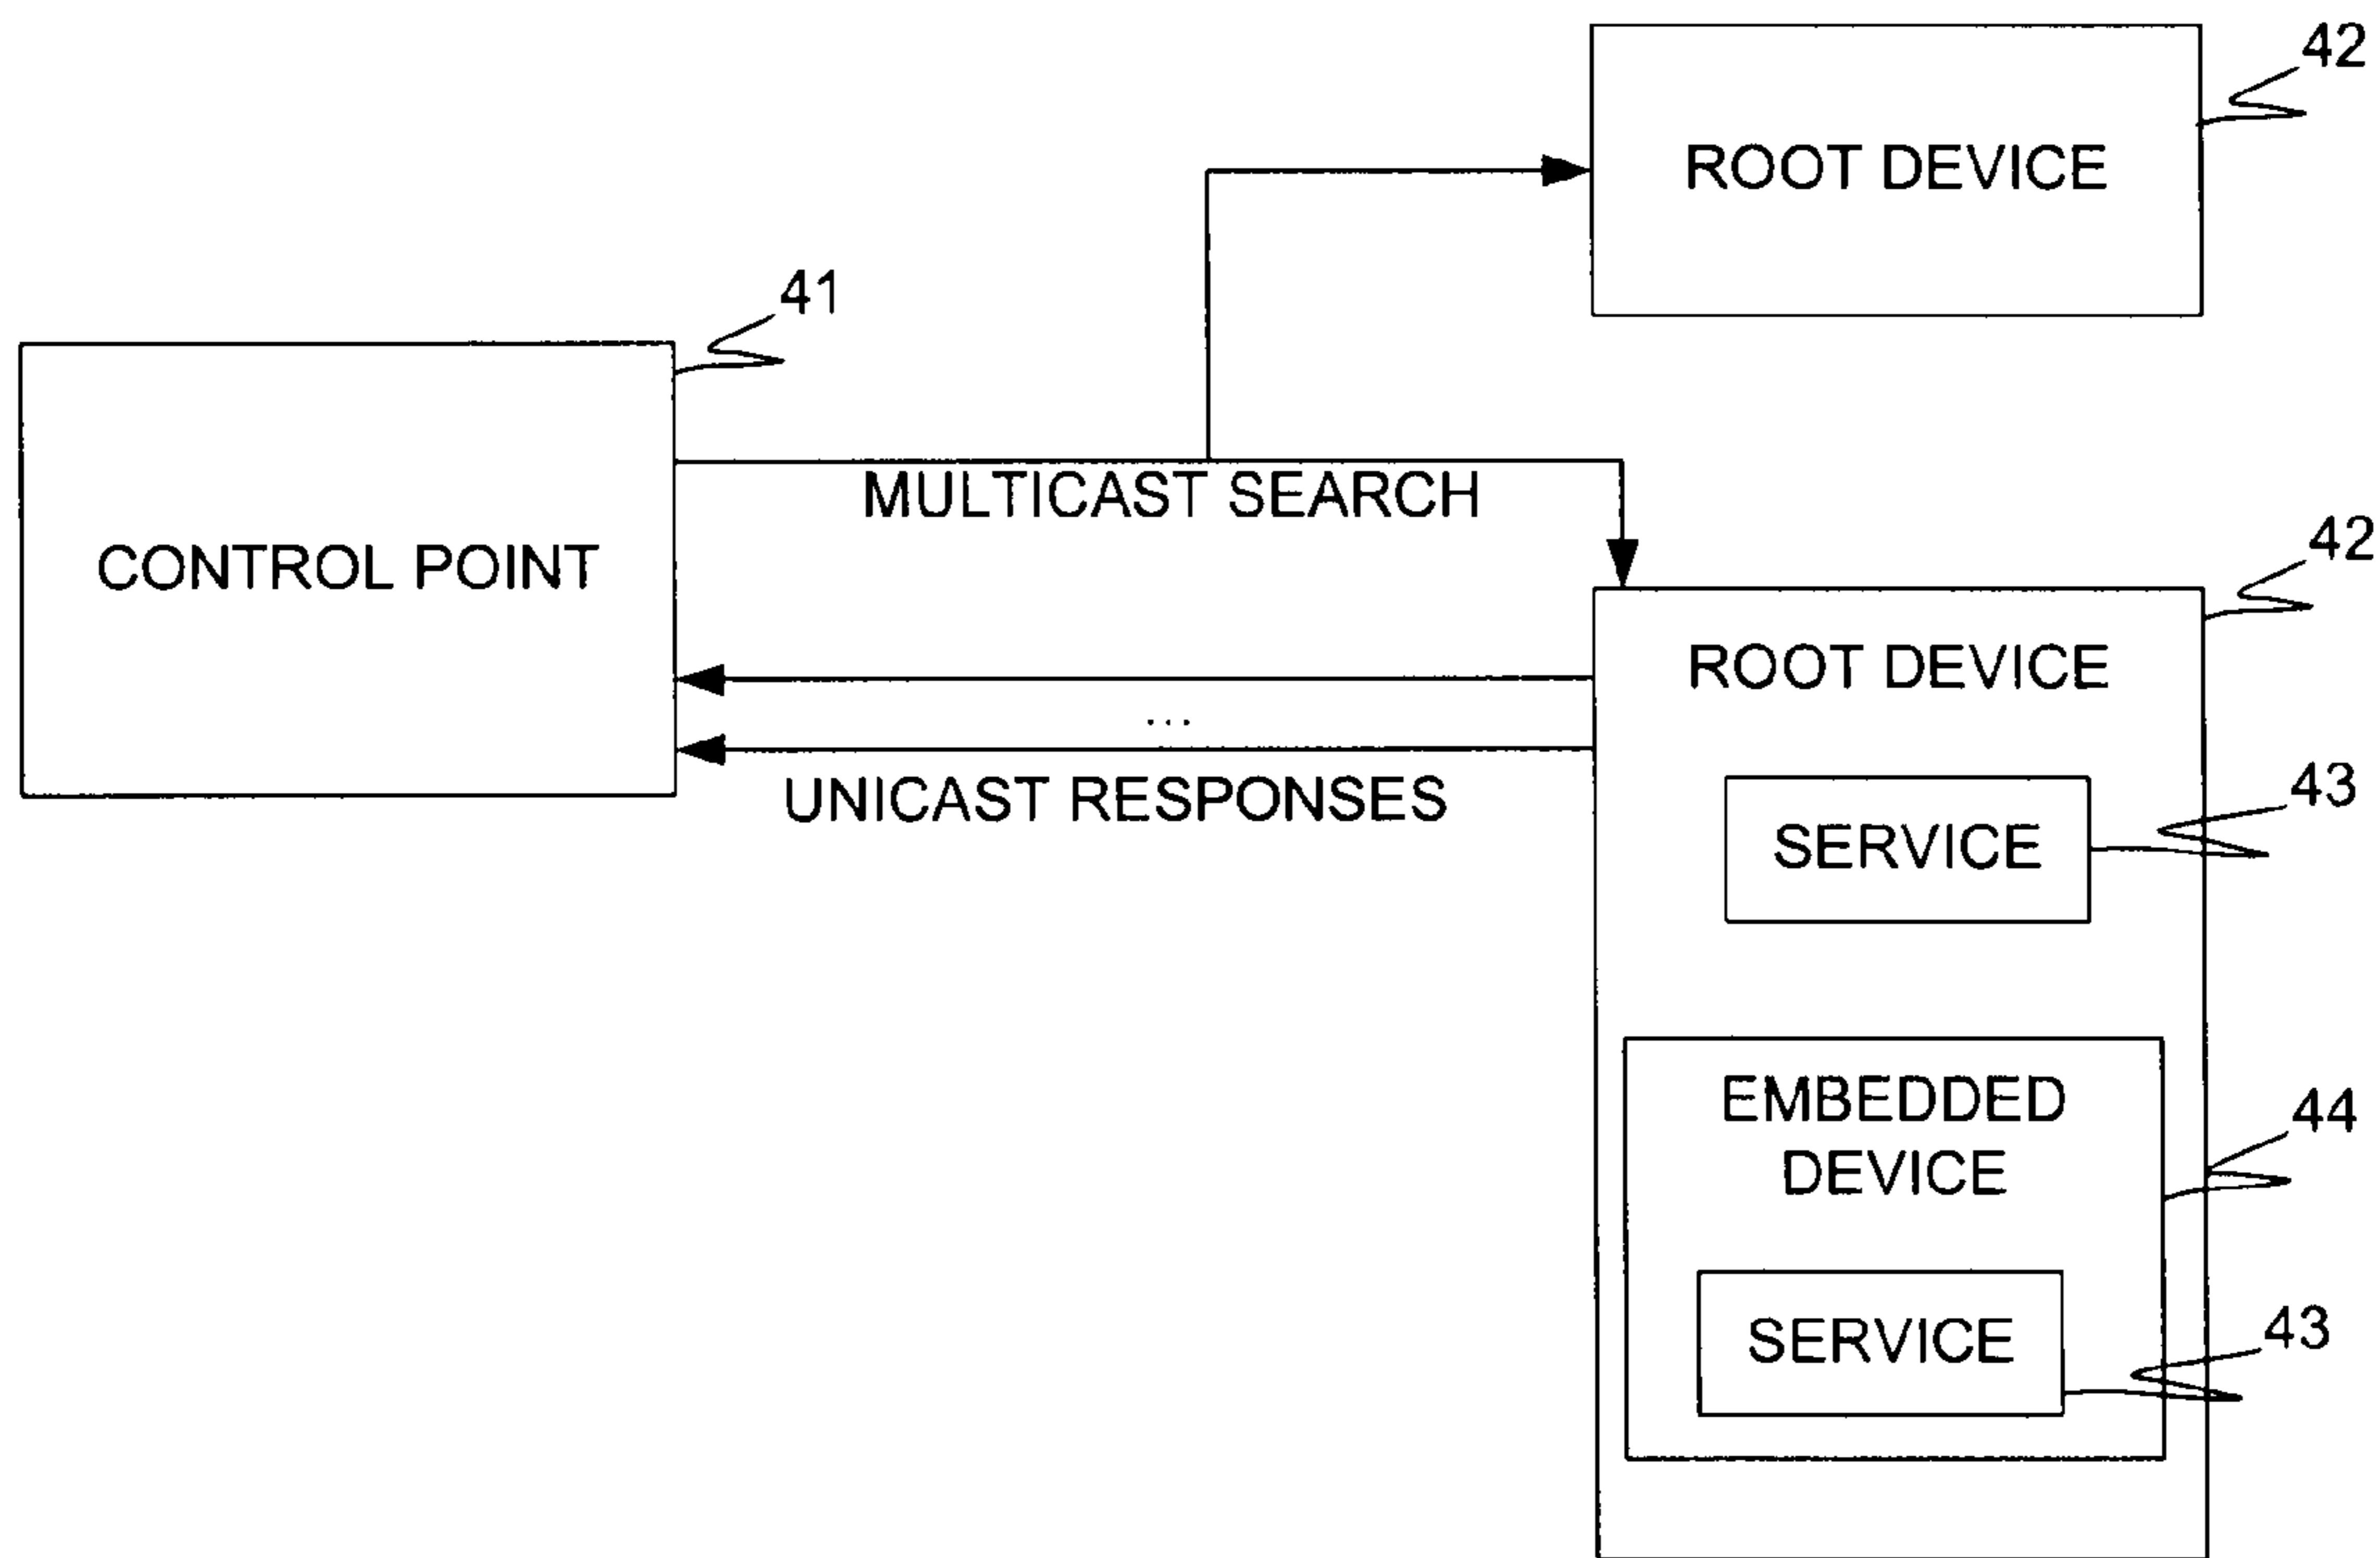 42
ROOT DEVICE
41
MULTICAST SEARCH
CONTROL POINT
42
ROOT DEVICE
...
UNICAST RESPONSES
43
SERVICE
44
EMBEDDED
DEVICE
43
SERVICE